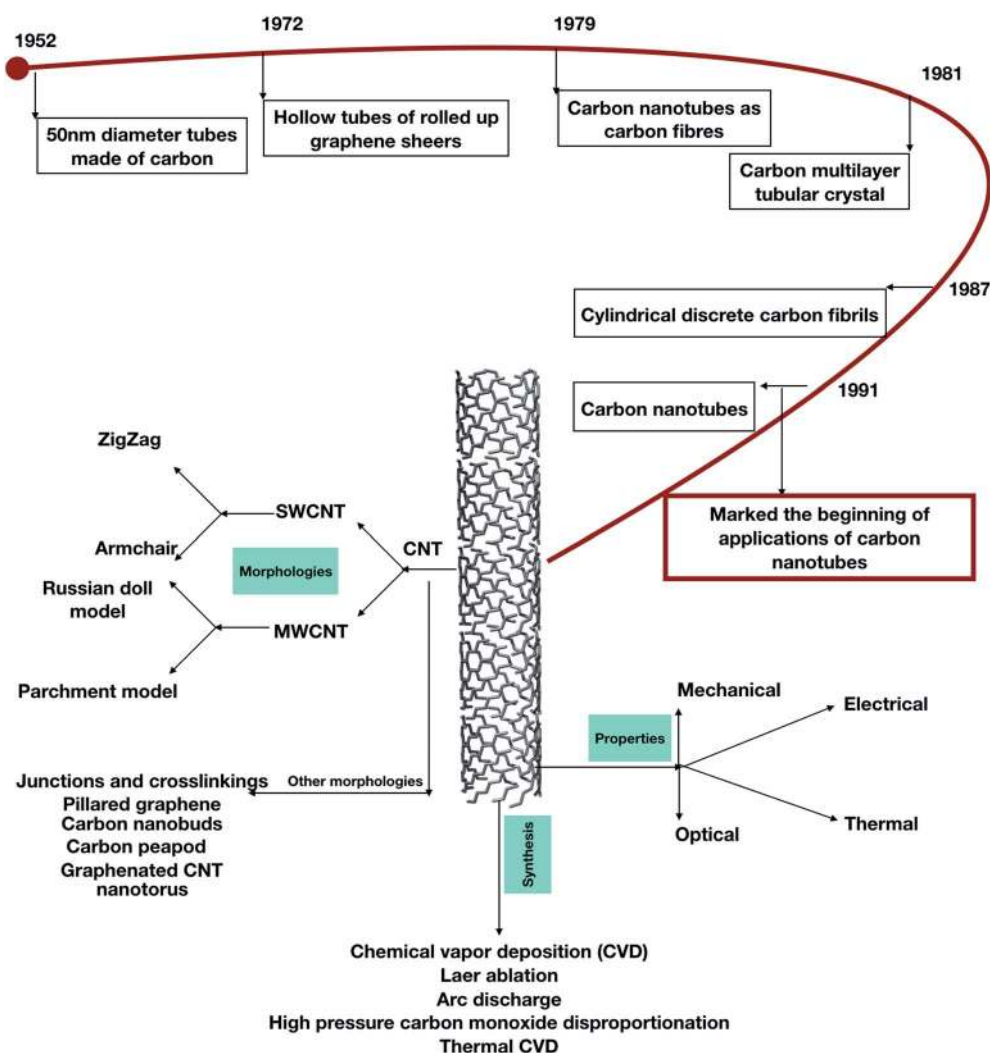 1952
1972
1979
1981
50nm diameter tubes
made of carbon
Hollow tubes of rolled up
graphene sheers
Carbon nanotubes as
carbon fibres
Carbon multilayer
tubular crystal
1987
Cylindrical discrete carbon fibrils
1991
Carbon nanotubes
Marked the beginning of
applications of carbon
nanotubes
ZigZag
SWCNT
Armchair
CNT
Morphologies
Russian doll
model
MWCNT
Parchment model
Other morphologies
Junctions and crosslinkings
Pillared graphene
Carbon nanobuds
Carbon peapod
Graphenated CNT
nanotorus
Properties
Mechanical
Electrical
Optical
Thermal
Synthesis
Chemical vapor deposition (CVD)
Laer ablation
Arc discharge
High pressure carbon monoxide disproportionation
Thermal CVD